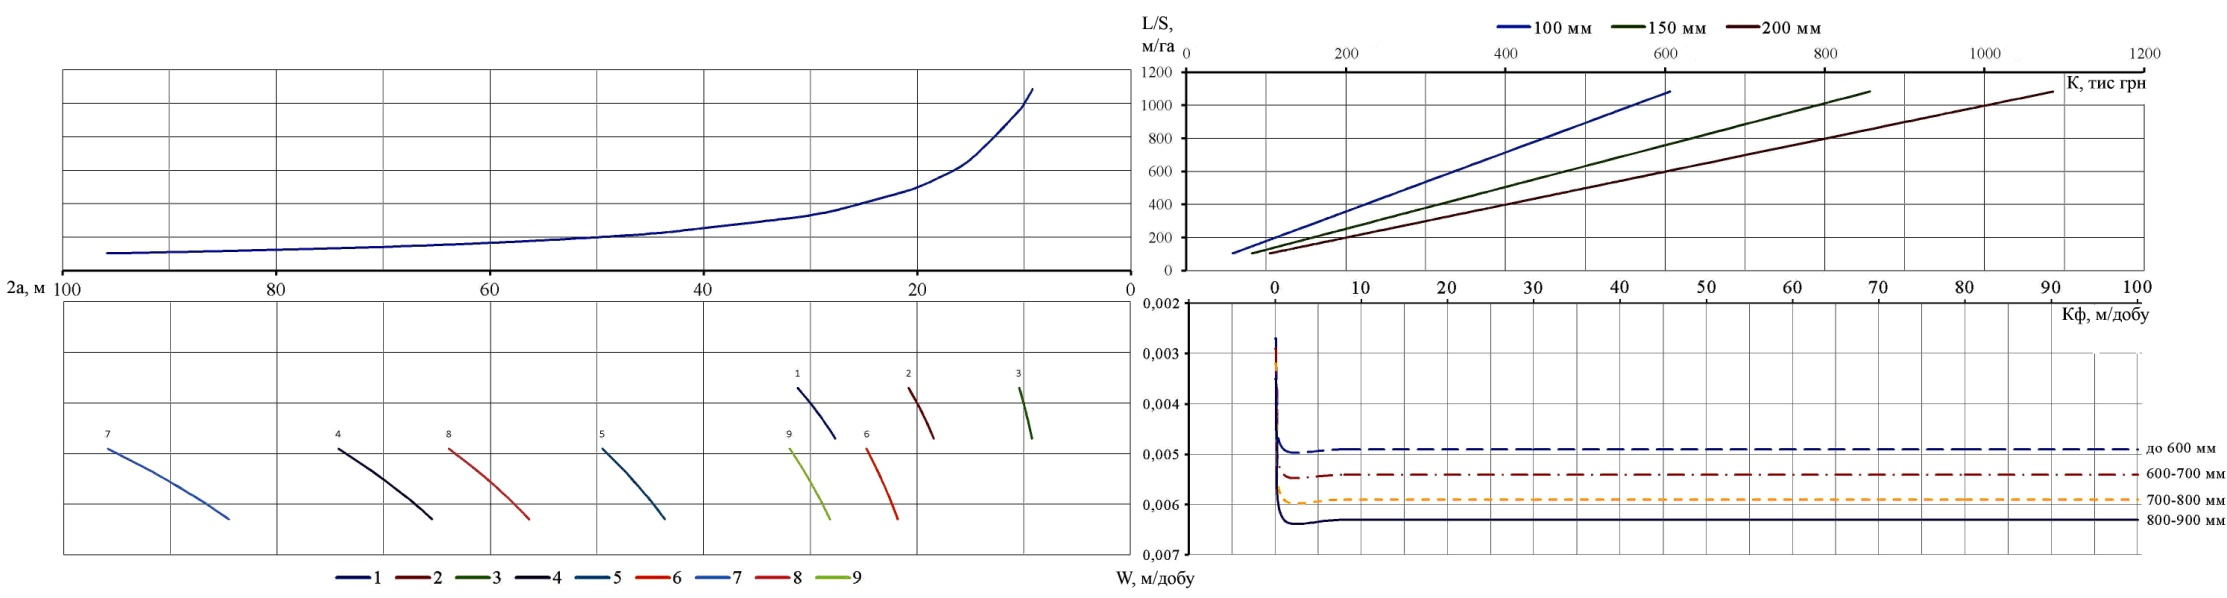 L/S,
м/га
100 мм 150 мм 200 мм
0 200 400 600 800 1000 1200
К, тис грн
1200
1000
800
600
400
200
0
2а, м 100 80 60 40 20 0
0 10 20 30 40 50 60 70 80 90 100
Кф, м/добу
0,002
0,003
0,004
0,005
0,006
0,007
1 2 3
7 4 8 5 9 6
до 600 мм
600-700 мм
700-800 мм
800-900 мм
1 2 3 4 5 6 7 8 9
W, м/добу